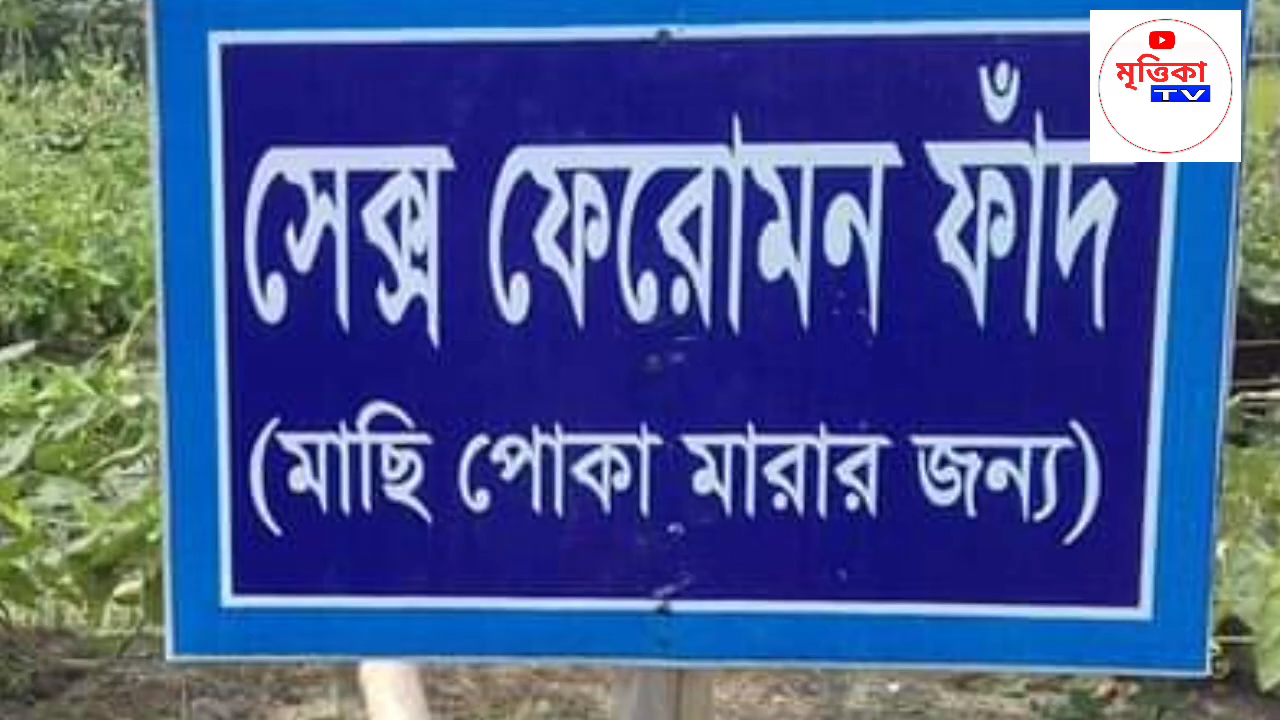 সেক্স ফেরোমন ফাঁদ
(মাছি পোকা মারার জন্য)
মৃত্তিকা
TV